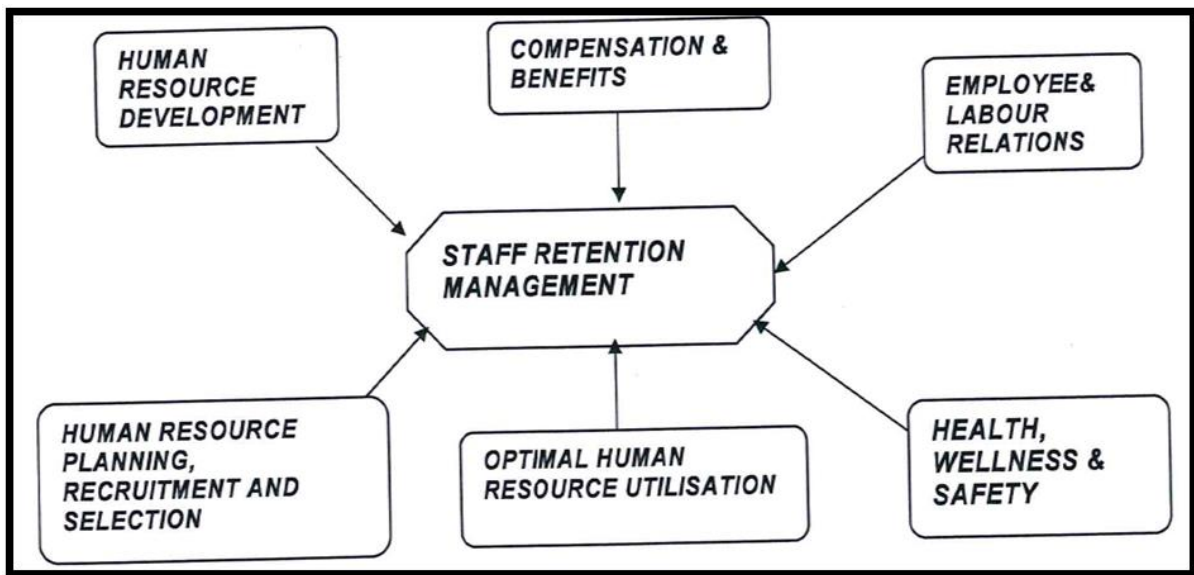 HUMAN
RESOURCE
DEVELOPMENT
COMPENSATION &
BENEFITS
EMPLOYEE&
LABOUR
RELATIONS
STAFF RETENTION
MANAGEMENT
HUMAN RESOURCE
PLANNING,
RECRUITMENT AND
SELECTION
OPTIMAL HUMAN
RESOURCE UTILISATION
HEALTH,
WELLNESS &
SAFETY